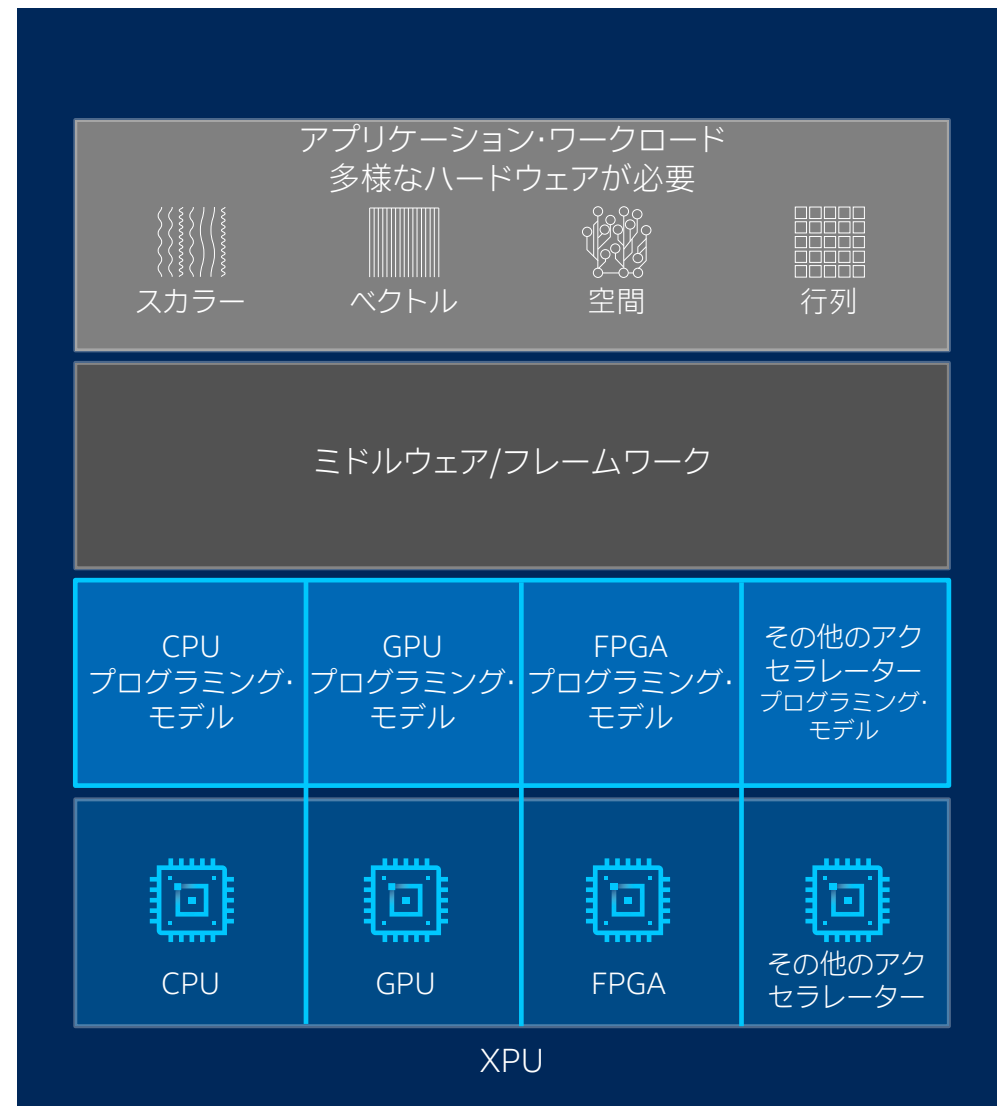 アプリケーション・ワークロード
多様なハードウェアが必要
スカラー
ベクトル
空間
行列
ミドルウェア/フレームワーク
CPU
プログラミング・
モデル
GPU
プログラミング・
モデル
FPGA
プログラミング・
モデル
その他のアク
セラレーター
プログラミング・
モデル
CPU
GPU
FPGA
その他のアク
セラレーター
XPU